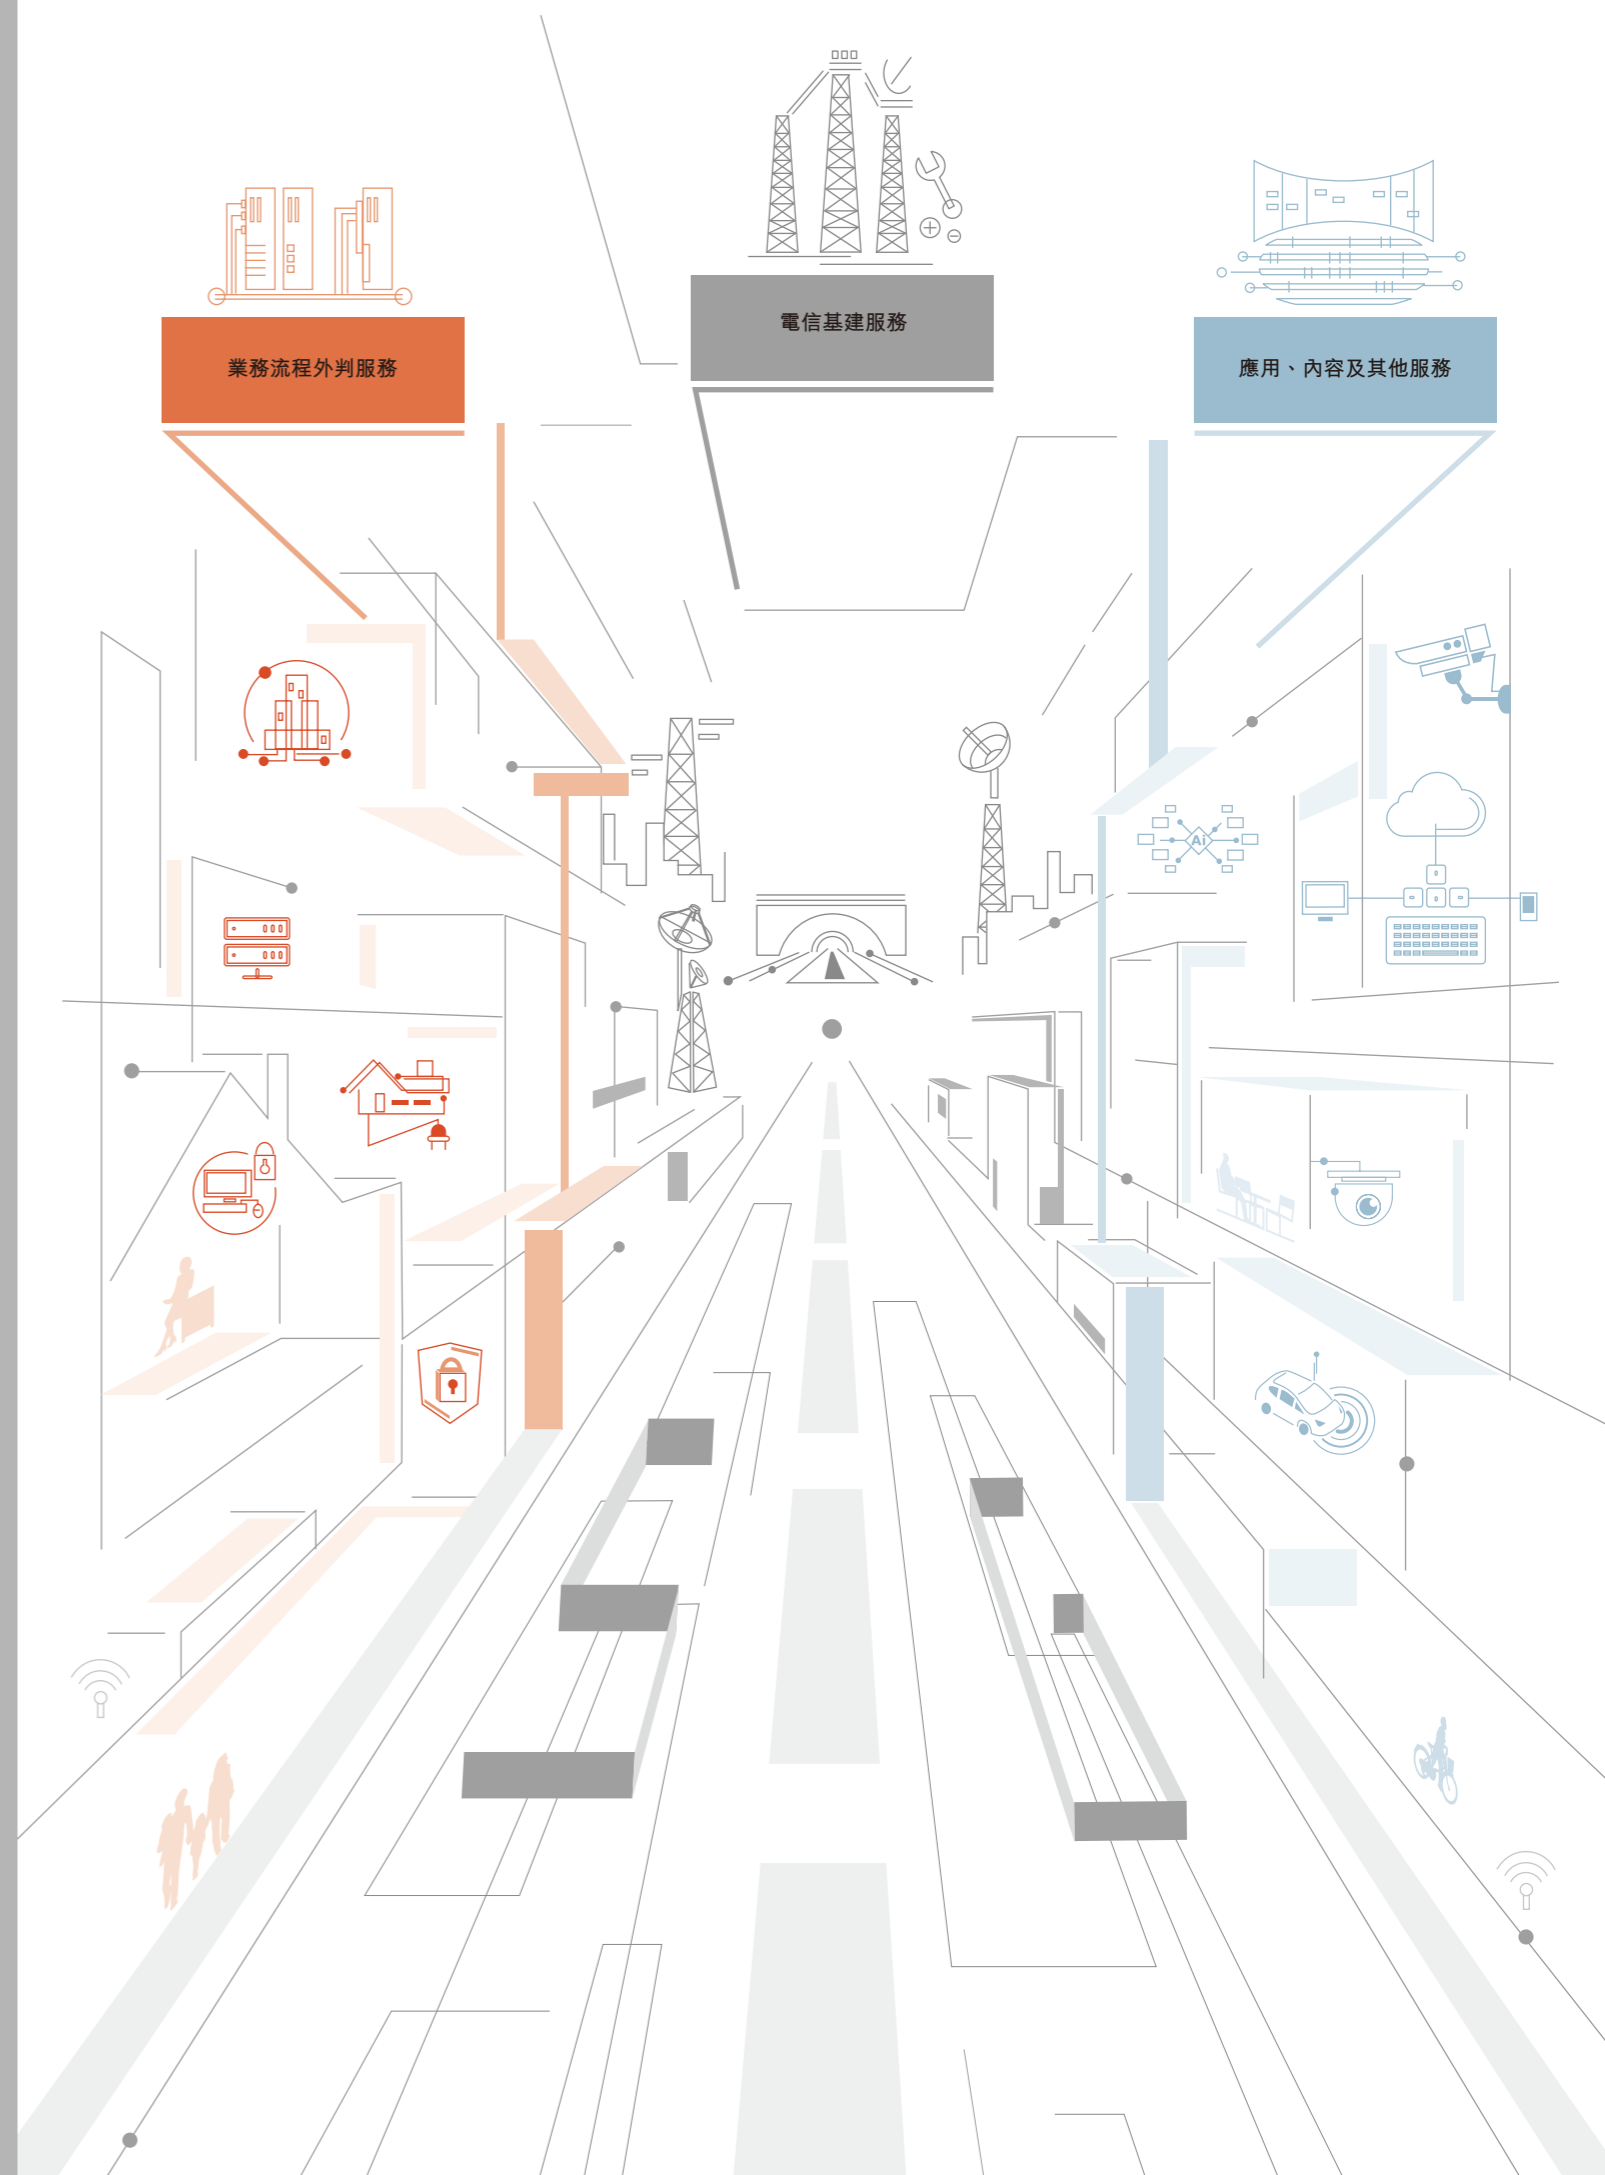 電信基建服務
業務流程外判服務
應用、內容及其他服務
Ai